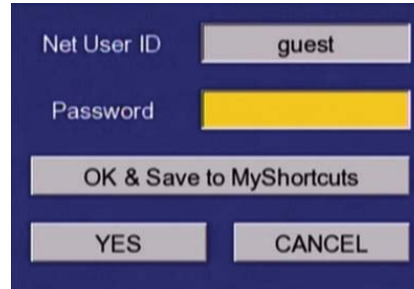 Net User ID guest
Password
OK & Save to MyShortcuts
YES CANCEL